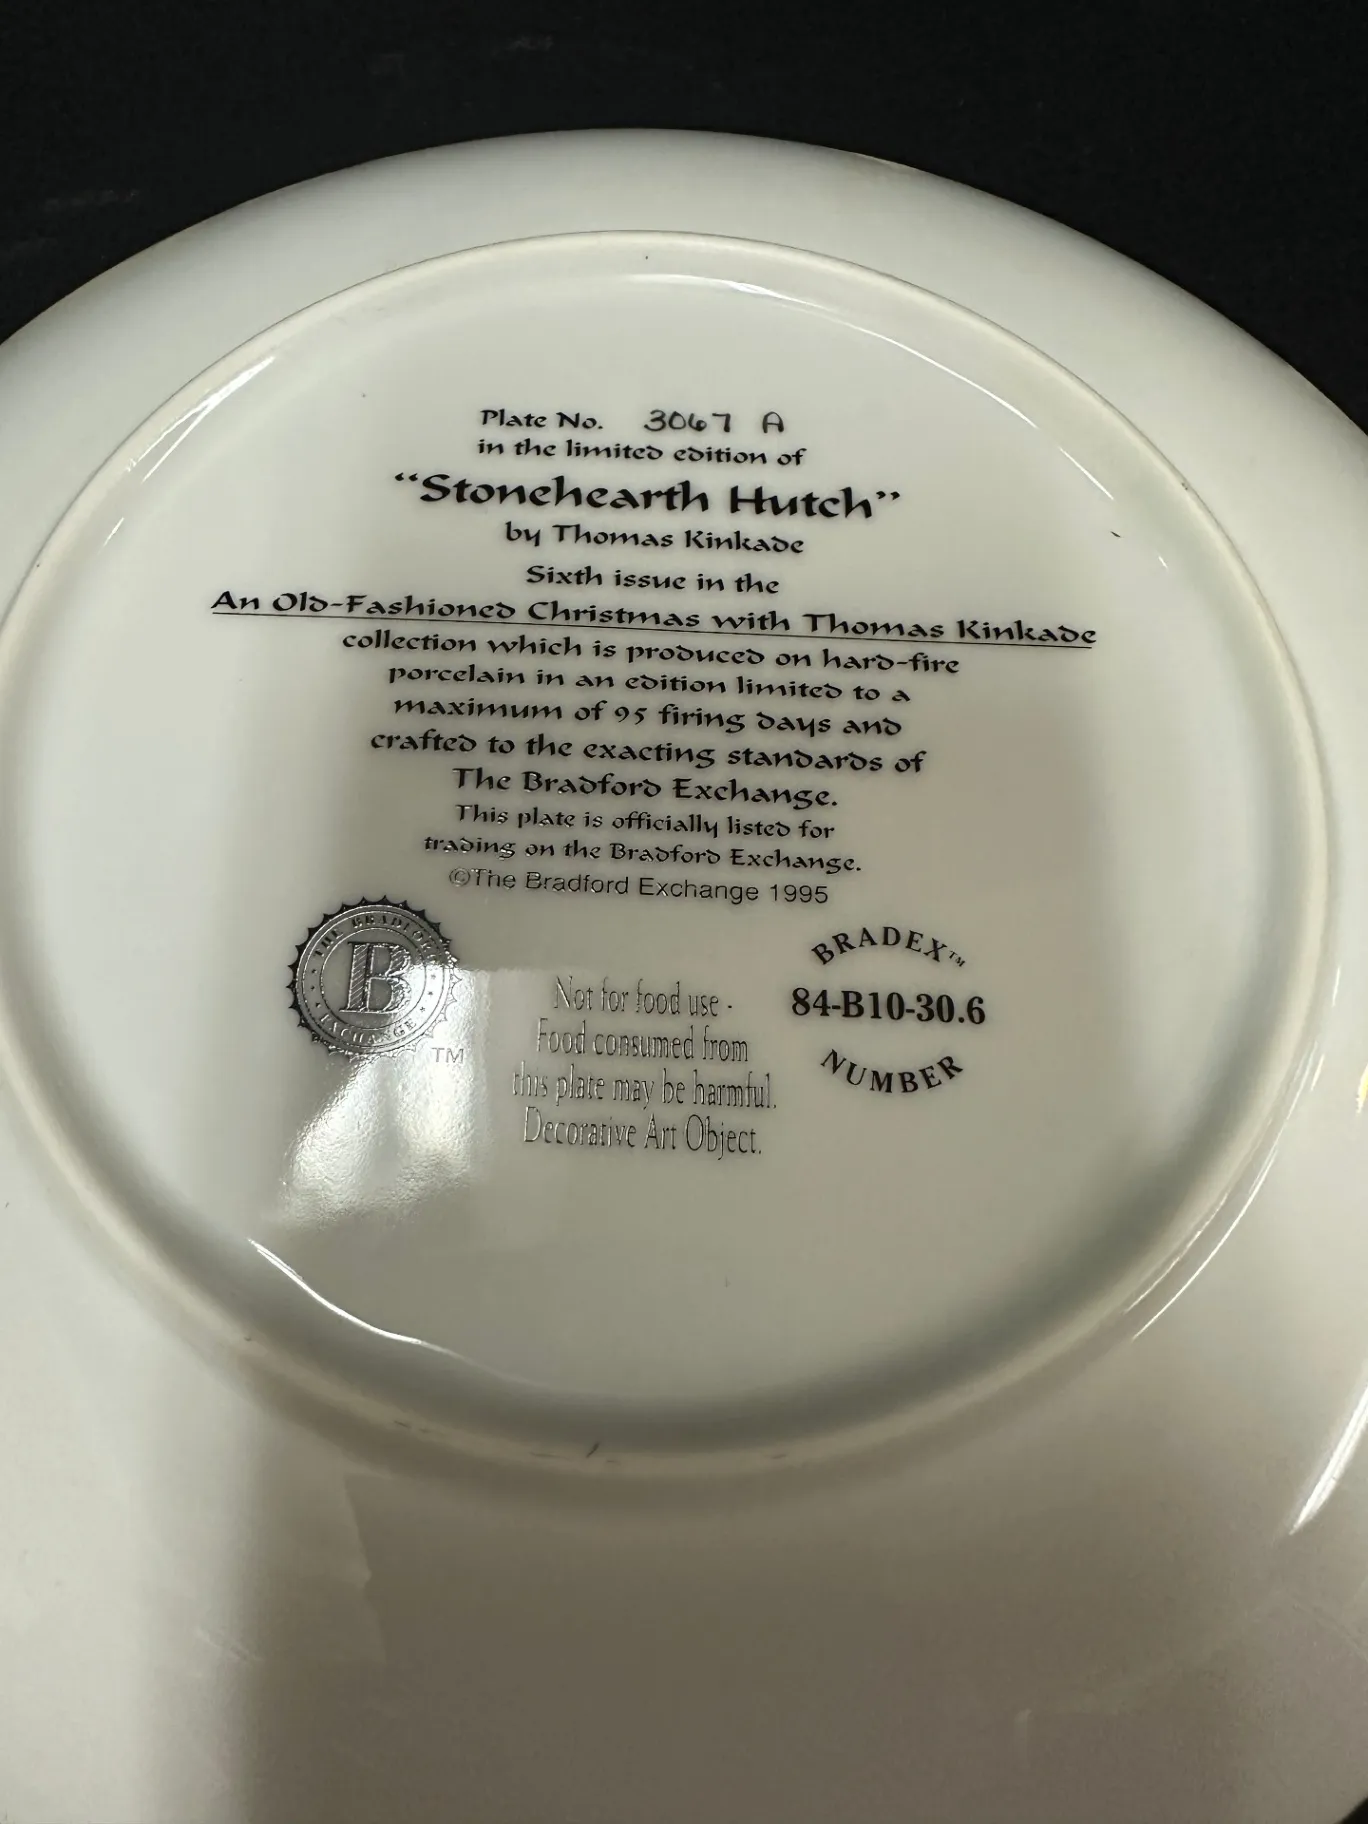 Plate No. 3067 A
in the limited edition of
“Stonehearth Hutch”
by Thomas Kinkade
Sixth issue in the
An Old-Fashioned Christmas with Thomas Kinkade
collection which is produced on hard-fire
porcelain in an edition limited to a
maximum of 95 firing days and
crafted to the exacting standards of
The Bradford Exchange.
This plate is officially listed for
trading on the Bradford Exchange.
©The Bradford Exchange 1995
THE BRADFORD
B
EXCHANGE
TM
Not for food use -
Food consumed from
this plate may be harmful.
Decorative Art Object.
BRADEX™
84-B10-30.6
NUMBER